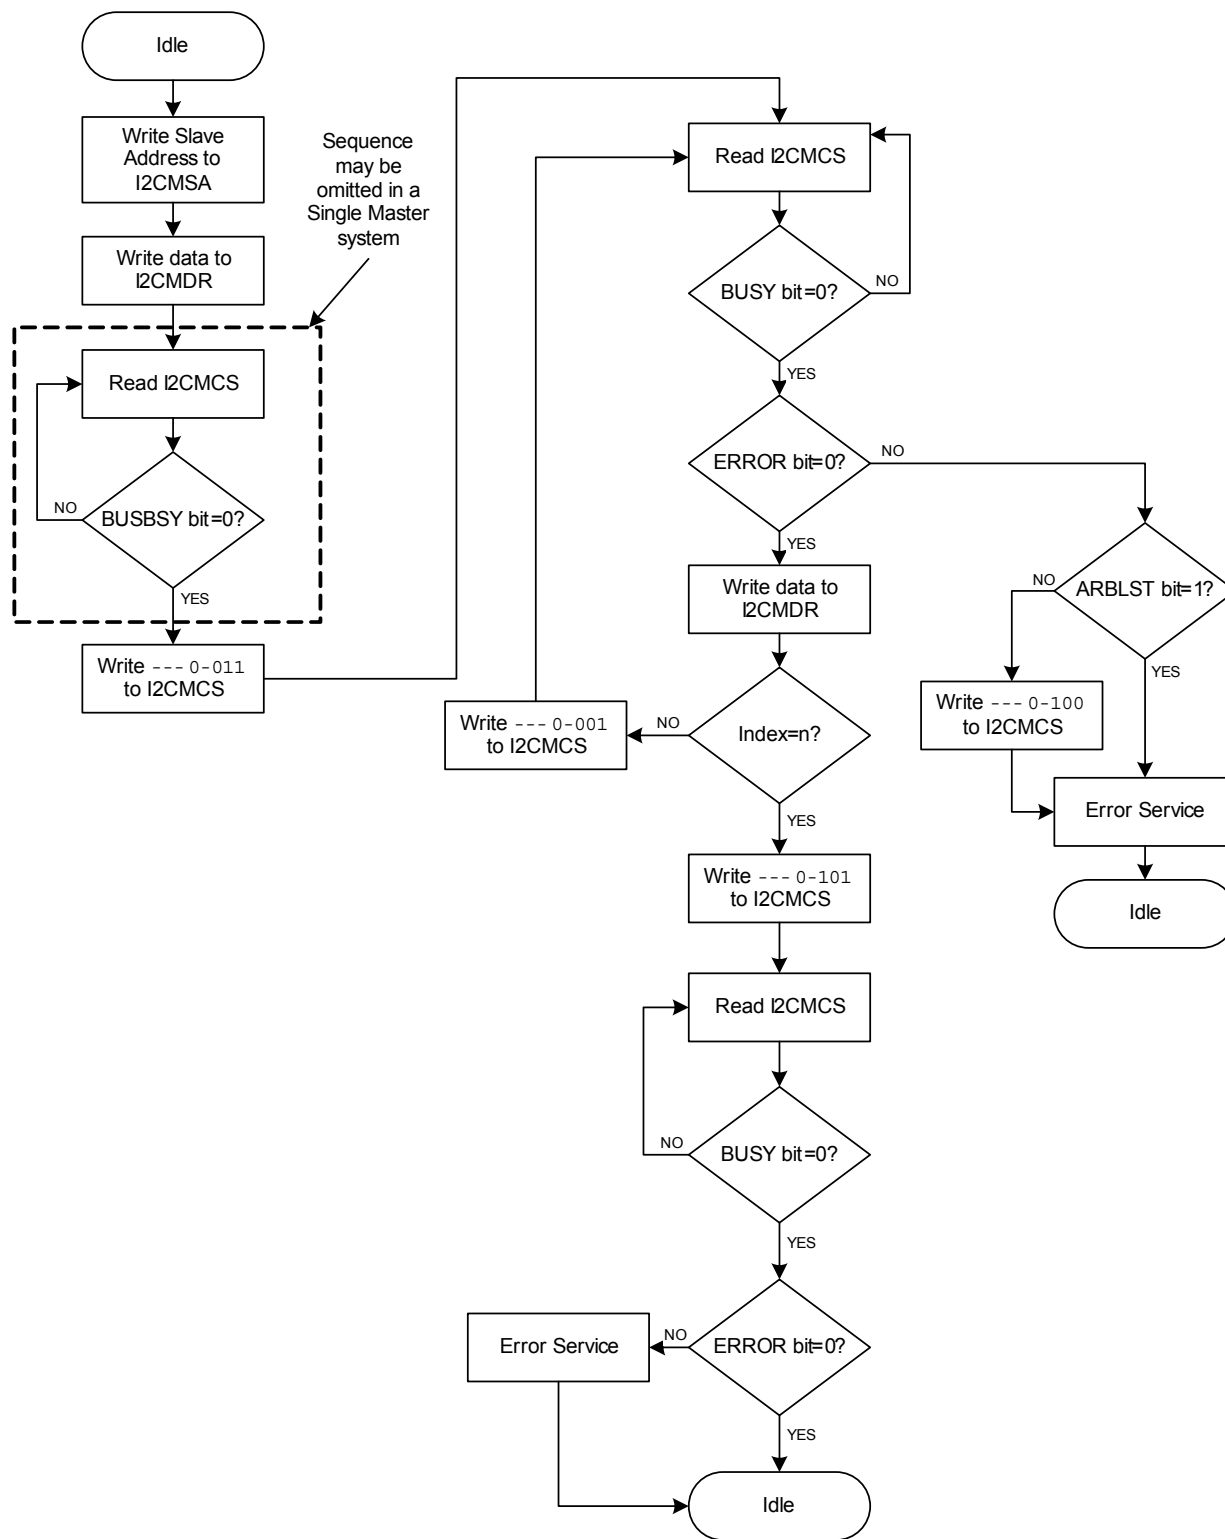 Idle
Write Slave
Address to
I2CMSA
Write data to
I2CMDR
Sequence
may be
omitted in a
Single Master
system
Read I2CMCS
BUSBSY bit=0?
NO
YES
Write --- 0-011
to I2CMCS
Read I2CMCS
BUSY bit=0?
NO
YES
ERROR bit=0?
NO
YES
Write data to
I2CMDR
Index=n?
NO
YES
Write --- 0-001
to I2CMCS
ARBLST bit=1?
NO
YES
Write --- 0-100
to I2CMCS
Error Service
Idle
Write --- 0-101
to I2CMCS
Read I2CMCS
BUSY bit=0?
NO
YES
ERROR bit=0?
NO
YES
Error Service
Idle